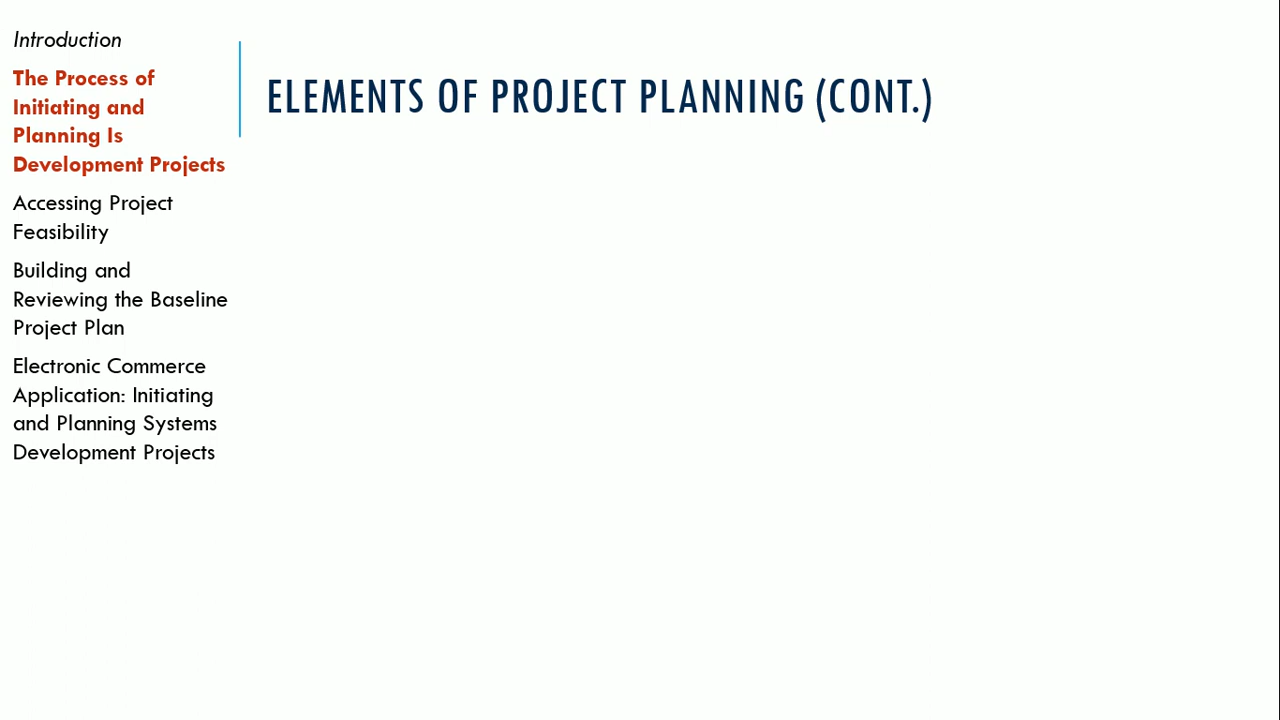 Introduction
The Process of
Initiating and
Planning Is
Development Projects
Accessing Project
Feasibility
Building and
Reviewing the Baseline
Project Plan
Electronic Commerce
Application: Initiating
and Planning Systems
Development Projects
ELEMENTS OF PROJECT PLANNING (CONT.)